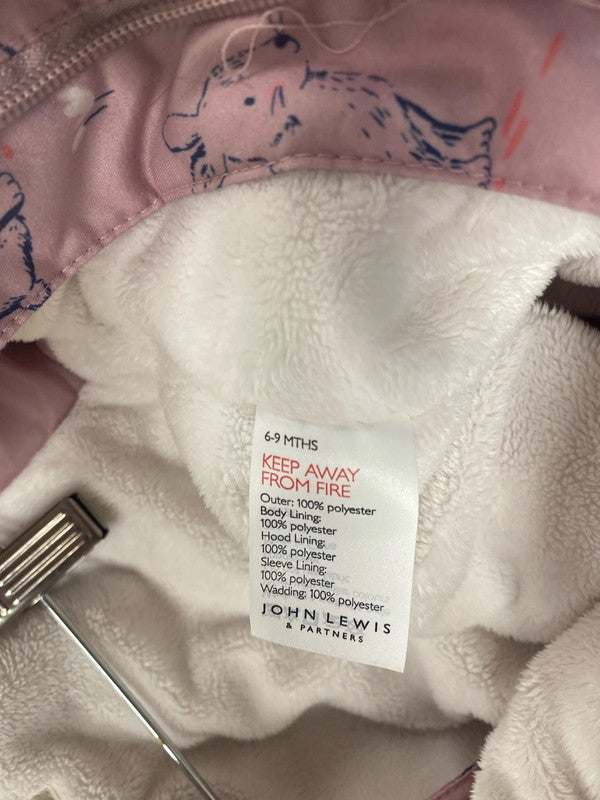 6-9 MTHS
KEEP AWAY
FROM FIRE
Outer: 100% polyester
Body Lining:
100% polyester
Hood Lining:
100% polyester
Sleeve Lining:
100% polyester
Wadding: 100% polyester
JOHN LEWIS
& PARTNERS